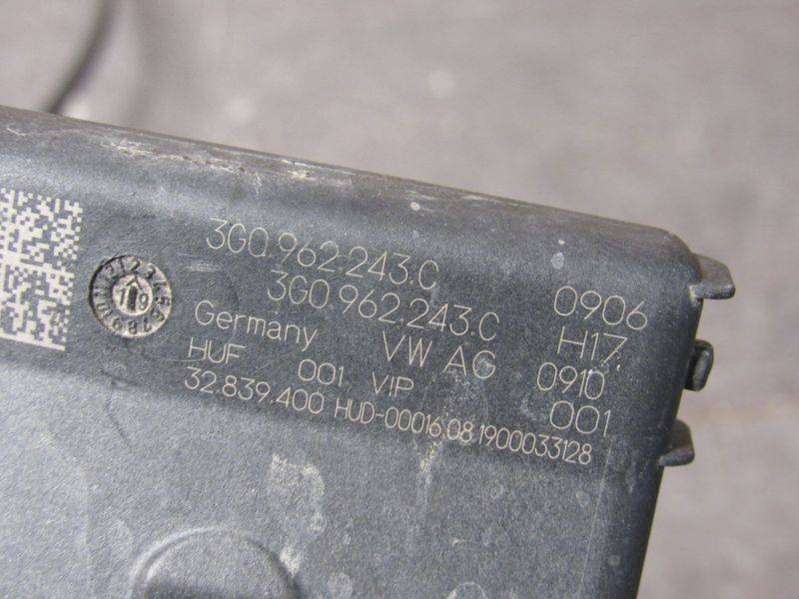 3G0.962.243.C
3G0.962.243.C 0906
Germany VW AG H17
HUF 001 VIP 0910
32.839.400 HUD-00016.08 1900033128 001
19